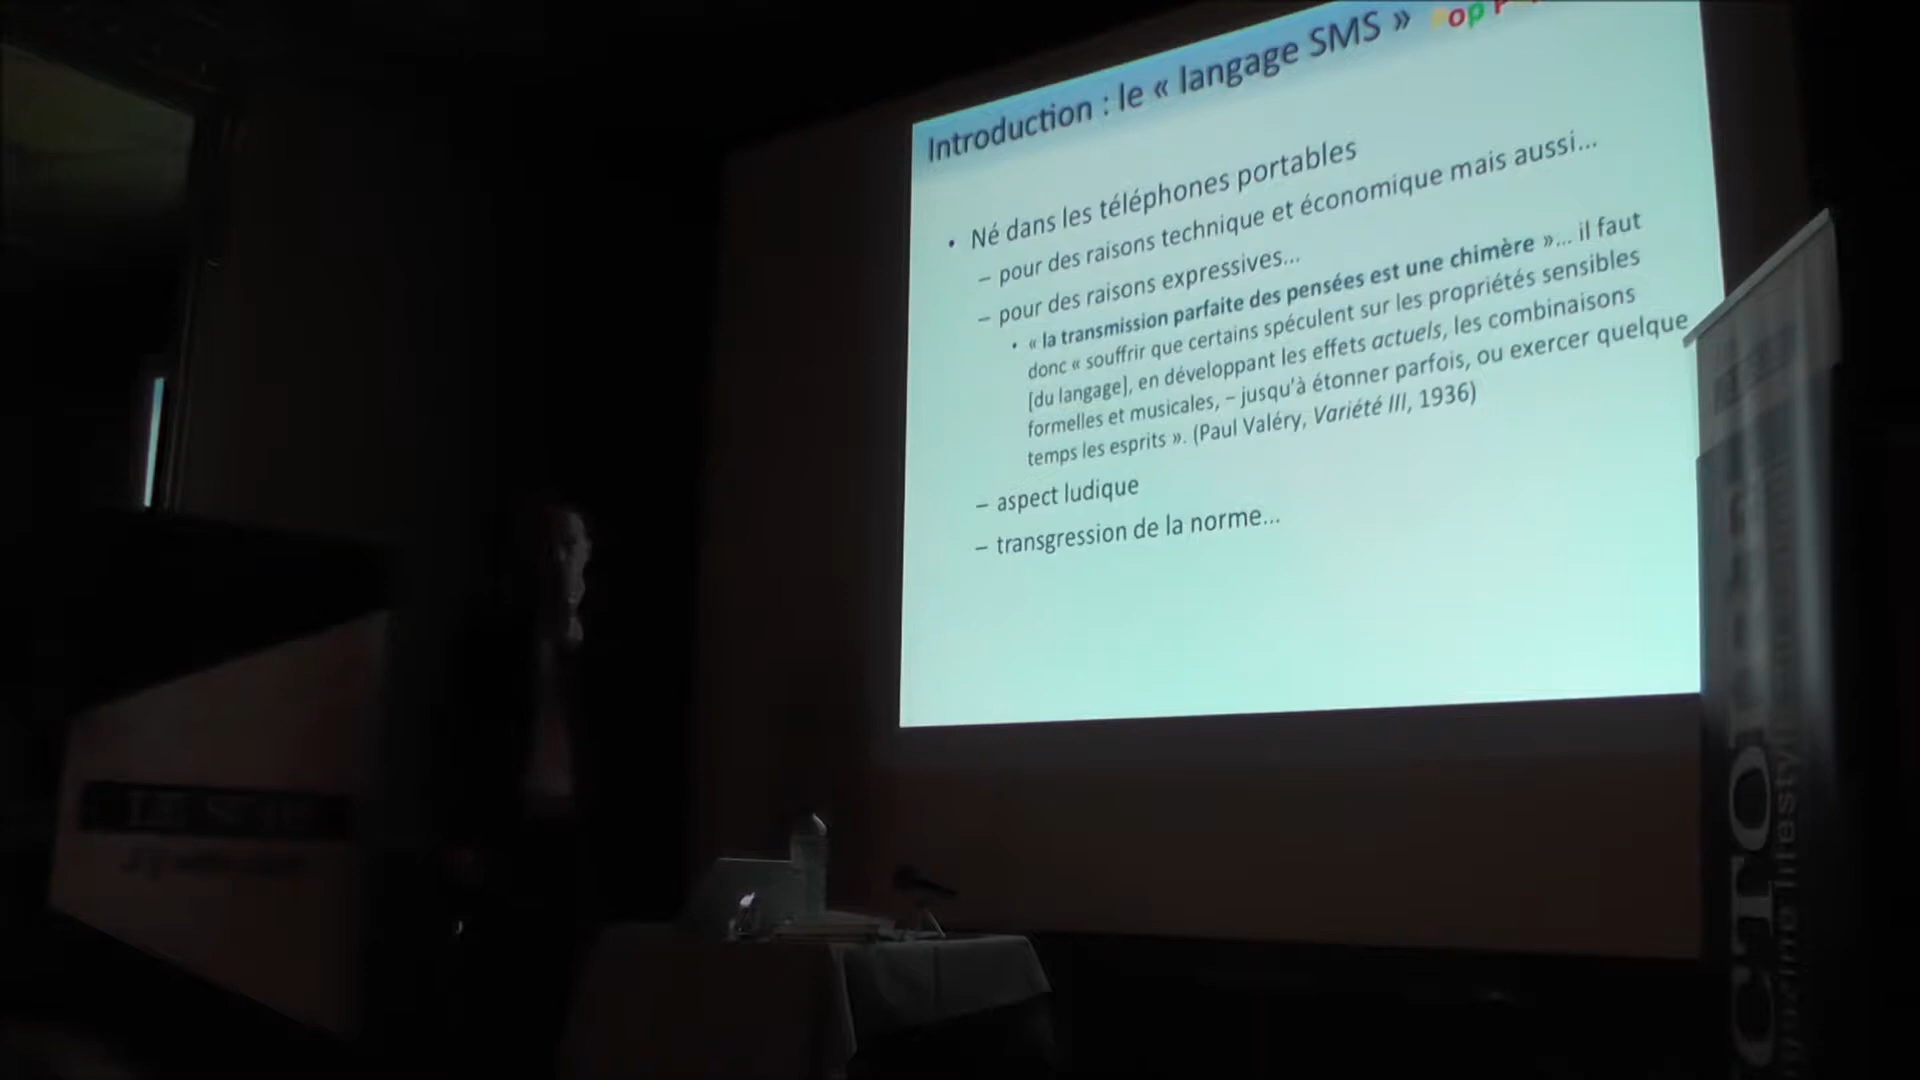 Introduction : le « langage SMS »
• Né dans les téléphones portables
– pour des raisons technique et économique mais aussi...
– pour des raisons expressives...
• « la transmission parfaite des pensées est une chimère »... il faut
donc « souffrir que certains spéculent sur les propriétés sensibles
[du langage], en développant les effets actuels, les combinaisons
formelles et musicales, – jusqu'à étonner parfois, ou exercer quelque
temps les esprits ». (Paul Valéry, Variété III, 1936)
– aspect ludique
– transgression de la norme...